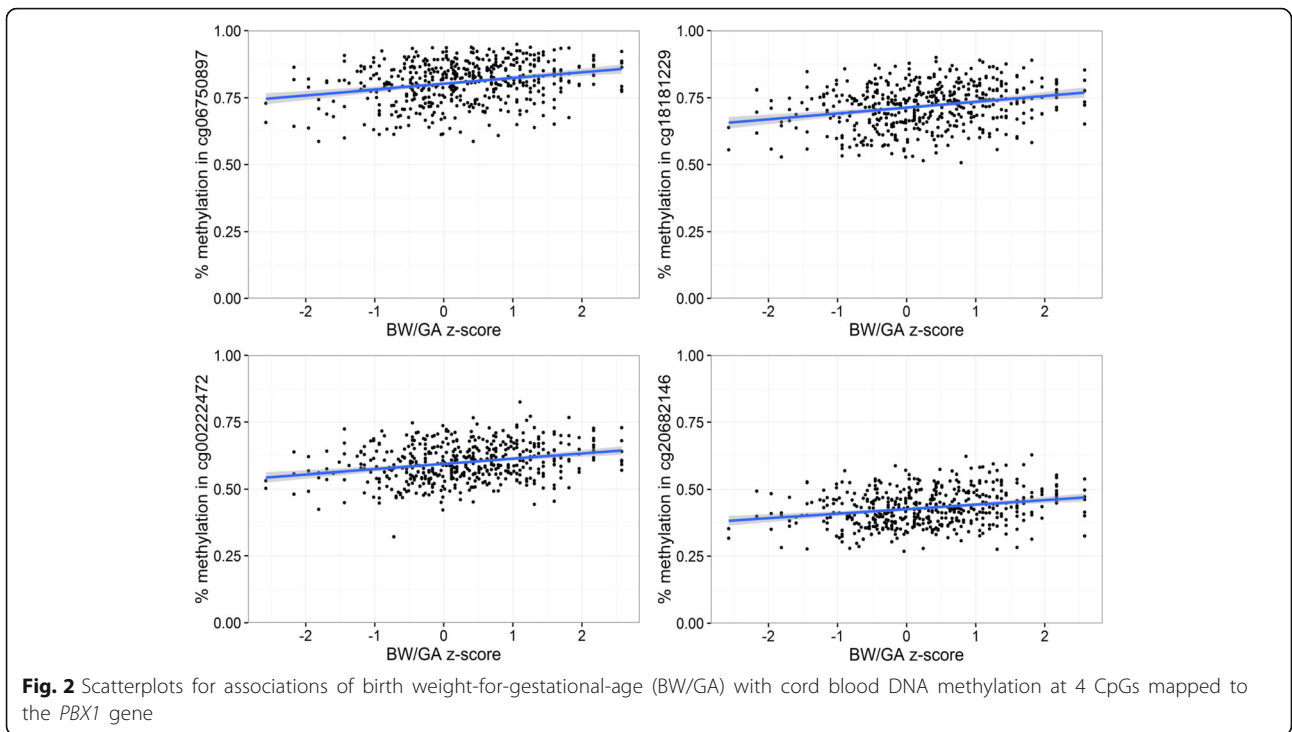 % methylation in cg06750897
1.00
0.75
0.50
0.25
0.00
-2 -1 0 1 2
BW/GA z-score
% methylation in cg18181229
1.00
0.75
0.50
0.25
0.00
-2 -1 0 1 2
BW/GA z-score
% methylation in cg00222472
1.00
0.75
0.50
0.25
0.00
-2 -1 0 1 2
BW/GA z-score
% methylation in cg20682146
1.00
0.75
0.50
0.25
0.00
-2 -1 0 1 2
BW/GA z-score
Fig. 2 Scatterplots for associations of birth weight-for-gestational-age (BW/GA) with cord blood DNA methylation at 4 CpGs mapped to
the PBX1 gene